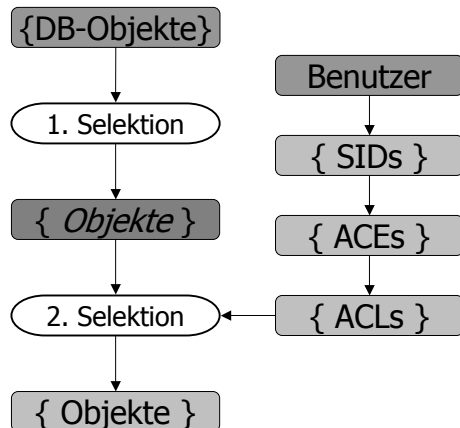 {DB-Objekte}
1. Selektion
{ Objekte }
2. Selektion
{ Objekte }
Benutzer
{ SIDs }
{ ACEs }
{ ACLs }